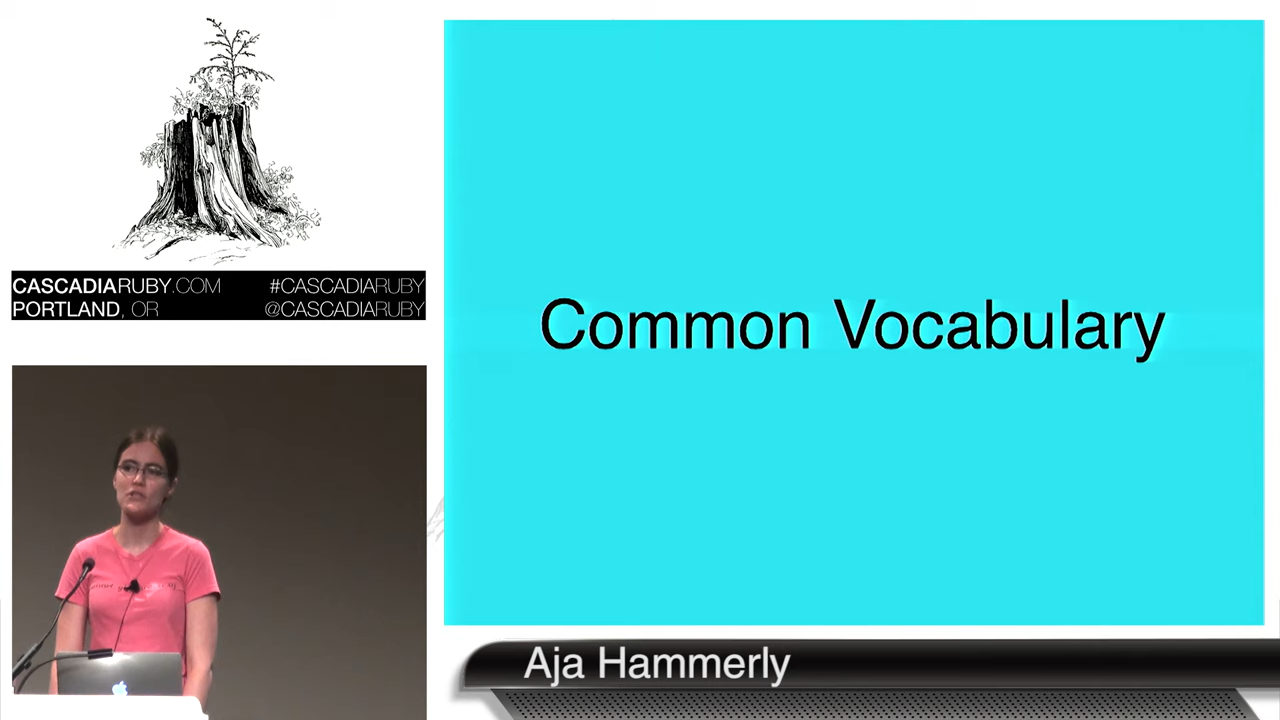 CASCADIARUBY.COM #CASCADIARUBY
PORTLAND, OR @CASCADIARUBY
Common Vocabulary
Aja Hammerly